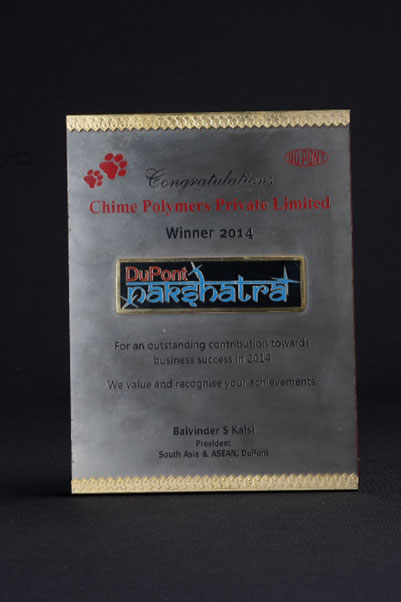 DUPONT
Congratulations
Chime Polymers Private Limited
Winner 2014
DuPont
Nakshatra
For an outstanding contribution towards
business success in 2014
We value and recognise your achievements
Balvinder S Kalsi
President
South Asia & ASEAN, DuPont